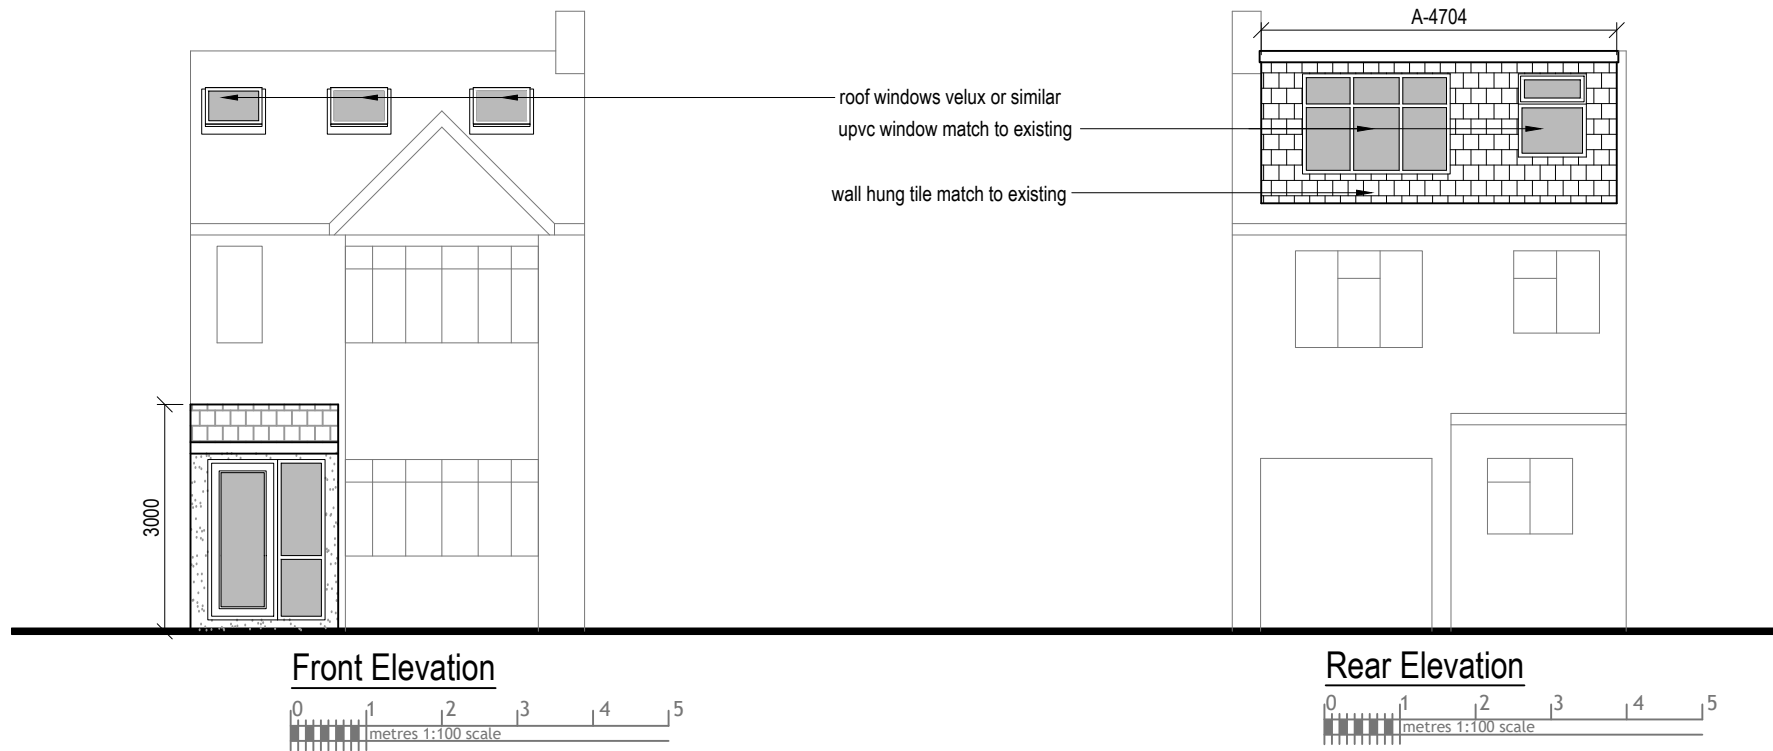 A-4704
roof windows velux or similar
upvc window match to existing
wall hung tile match to existing
3000
Front Elevation
0 1 2 3 4 5
metres 1:100 scale
Rear Elevation
0 1 2 3 4 5
metres 1:100 scale